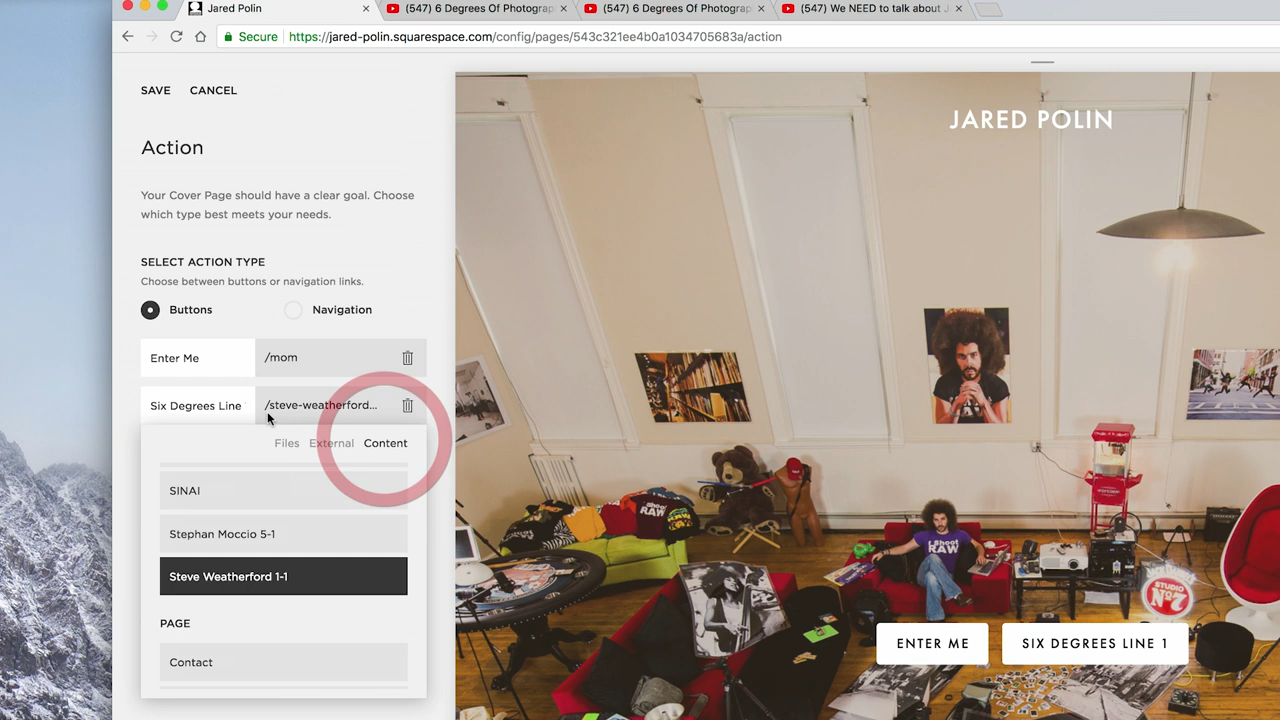 Jared Polin
(547) 6 Degrees Of Photograp
(547) 6 Degrees Of Photograp
(547) We NEED to talk about J
Secure
https://jared-polin.squarespace.com/config/pages/543c321ee4b0a1034705683a/action
SAVE CANCEL
Action
Your Cover Page should have a clear goal. Choose
which type best meets your needs.
SELECT ACTION TYPE
Choose between buttons or navigation links.
Buttons Navigation
Enter Me /mom
Six Degrees Line /steve-weatherford...
Files External Content
SINAI
Stephan Moccio 5-1
Steve Weatherford 1-1
PAGE
Contact
JARED POLIN
I Shoot
RAW
STUDIO
No7
ENTER ME SIX DEGREES LINE 1